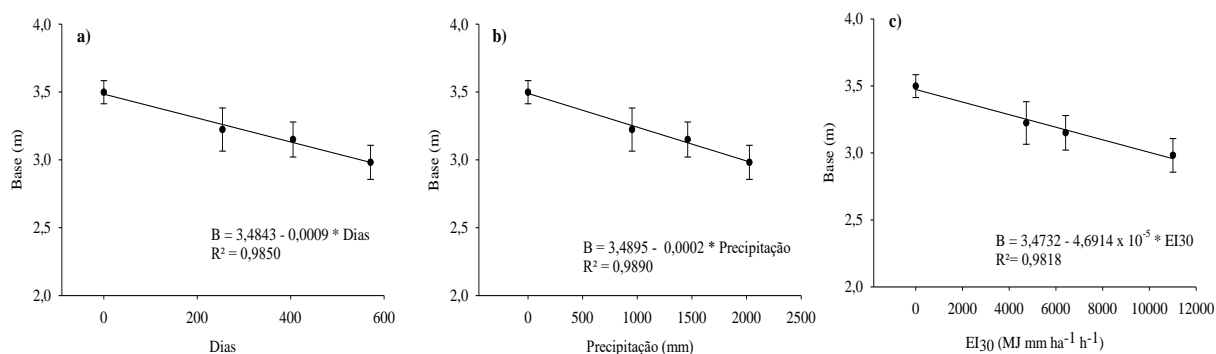 a)
4,0
3,5
3,0
2,5
2,0
Base (m)
B = 3,4843 - 0,0009 * Dias
R² = 0,9850
0 200 400 600
Dias
b)
4,0
3,5
3,0
2,5
2,0
Base (m)
B = 3,4895 - 0,0002 * Precipitação
R² = 0,9890
0 500 1000 1500 2000 2500
Precipitação (mm)
c)
4,0
3,5
3,0
2,5
2,0
Base (m)
B = 3,4732 - 4,6914 x 10⁻⁵ * EI30
R²= 0,9818
0 2000 4000 6000 8000 10000 12000
EI30 (MJ mm ha⁻¹ h⁻¹)